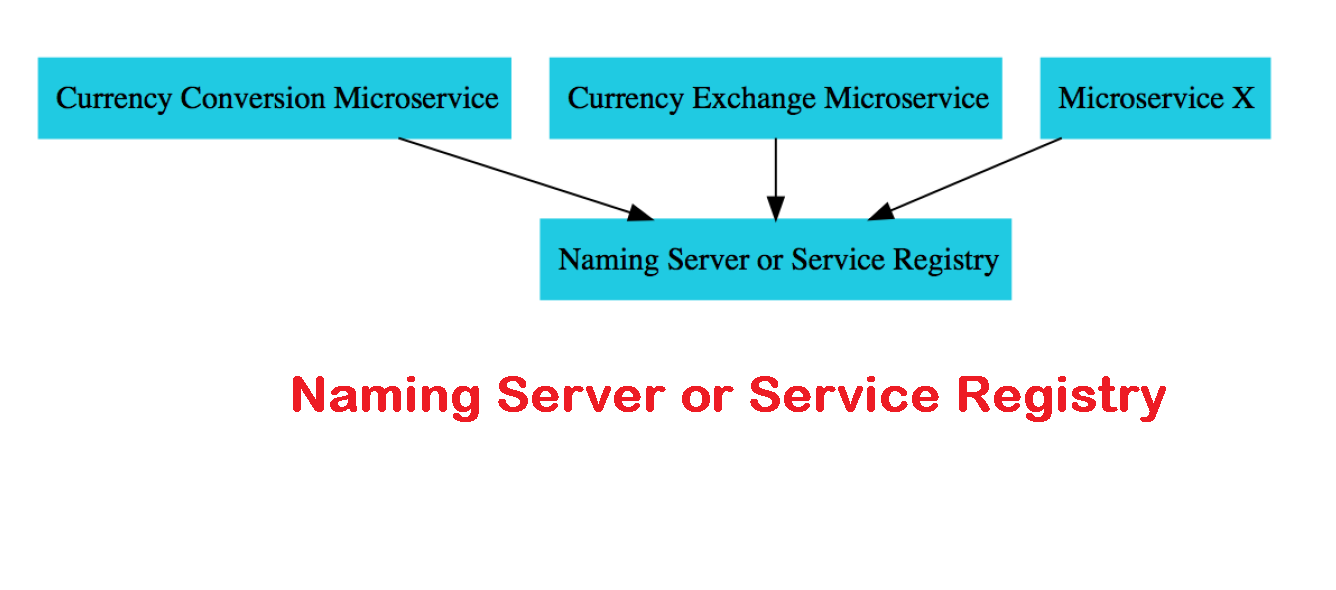 Currency Conversion Microservice
Currency Exchange Microservice
Microservice X
Naming Server or Service Registry
Naming Server or Service Registry